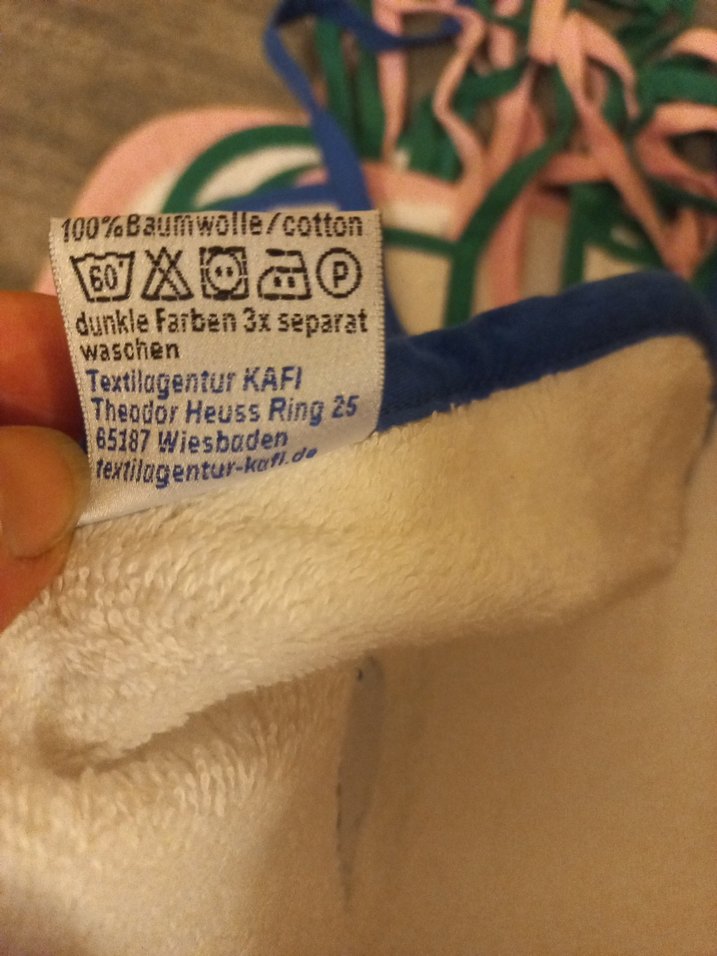 100%Baumwolle/cotton
60 P
dunkle Farben 3x separat
waschen
Textilagentur KAFI
Theodor Heuss Ring 25
65187 Wiesbaden
textilagentur-kafi.de